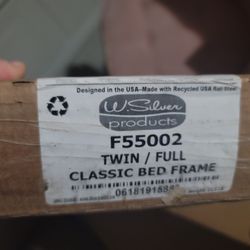 Designed in the USA-Made with Recycled USA Rail Steel
W. Silver
products
F55002
TWIN / FULL
CLASSIC BED FRAME